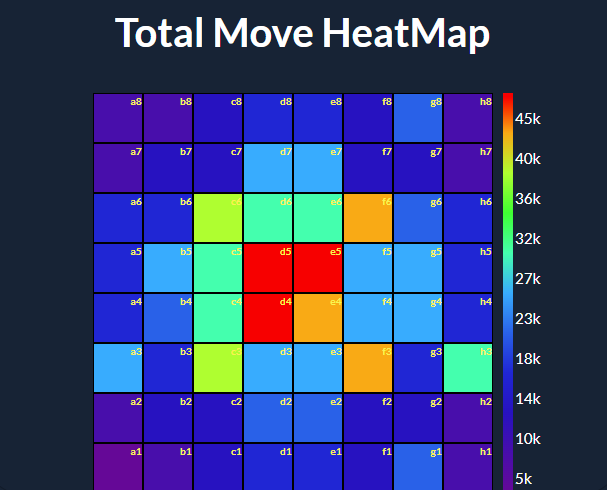 Total Move HeatMap
a8 b8 c8 d8 e8 f8 g8 h8
45k
a7 b7 c7 d7 e7 f7 g7 h7
40k
a6 b6 c6 d6 e6 f6 g6 h6
36k
32k
a5 b5 c5 d5 e5 f5 g5 h5
27k
a4 b4 c4 d4 e4 f4 g4 h4
23k
a3 b3 c3 d3 e3 f3 g3 h3
18k
14k
a2 b2 c2 d2 e2 f2 g2 h2
10k
a1 b1 c1 d1 e1 f1 g1 h1
5k